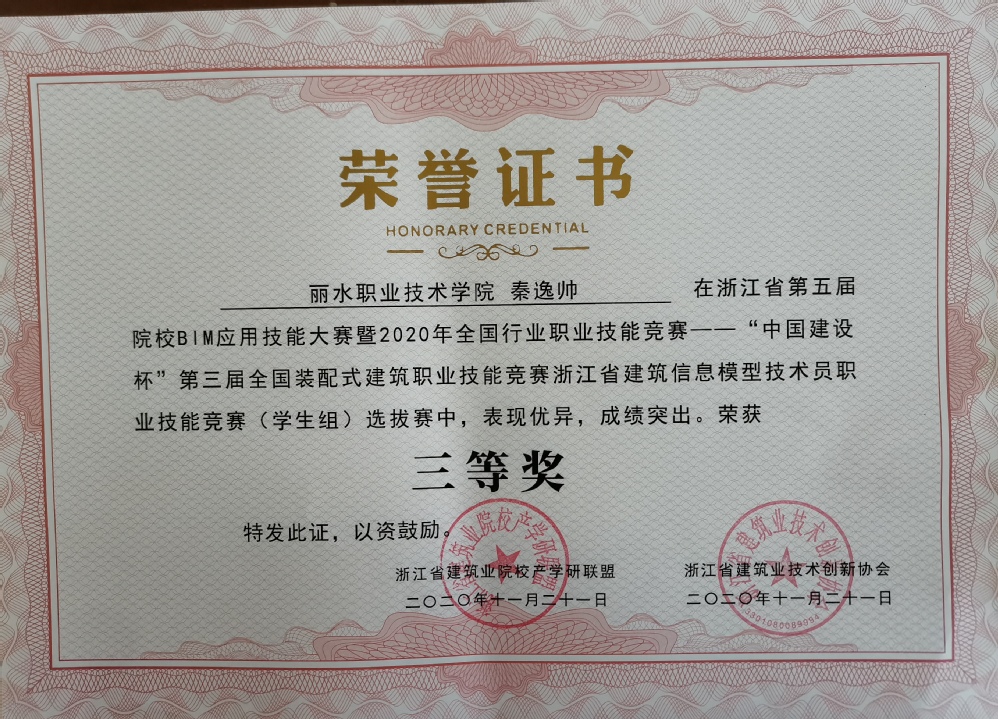 荣誉证书
HONORARY CREDENTIAL
丽水职业技术学院 秦逸帅 在浙江省第五届
院校BIM应用技能大赛暨2020年全国行业职业技能竞赛——“中国建设
杯”第三届全国装配式建筑职业技能竞赛浙江省建筑信息模型技术员职
业技能竞赛（学生组）选拔赛中，表现优异，成绩突出。荣获
三等奖
特发此证，以资鼓励。
浙江省建筑业院校产学研联盟 浙江省建筑业技术创新协会
二〇二〇年十一月二十一日 二〇二〇年十一月二十一日